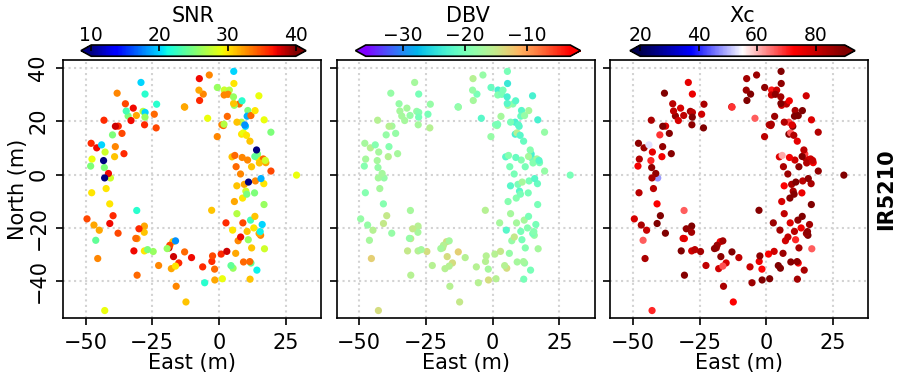 SNR DBV Xc
10 20 30 40 −30 −20 −10 20 40 60 80
40
20
0
−20
−40
North (m)
IR5210
−50 −25 0 25 −50 −25 0 25 −50 −25 0 25
East (m) East (m) East (m)